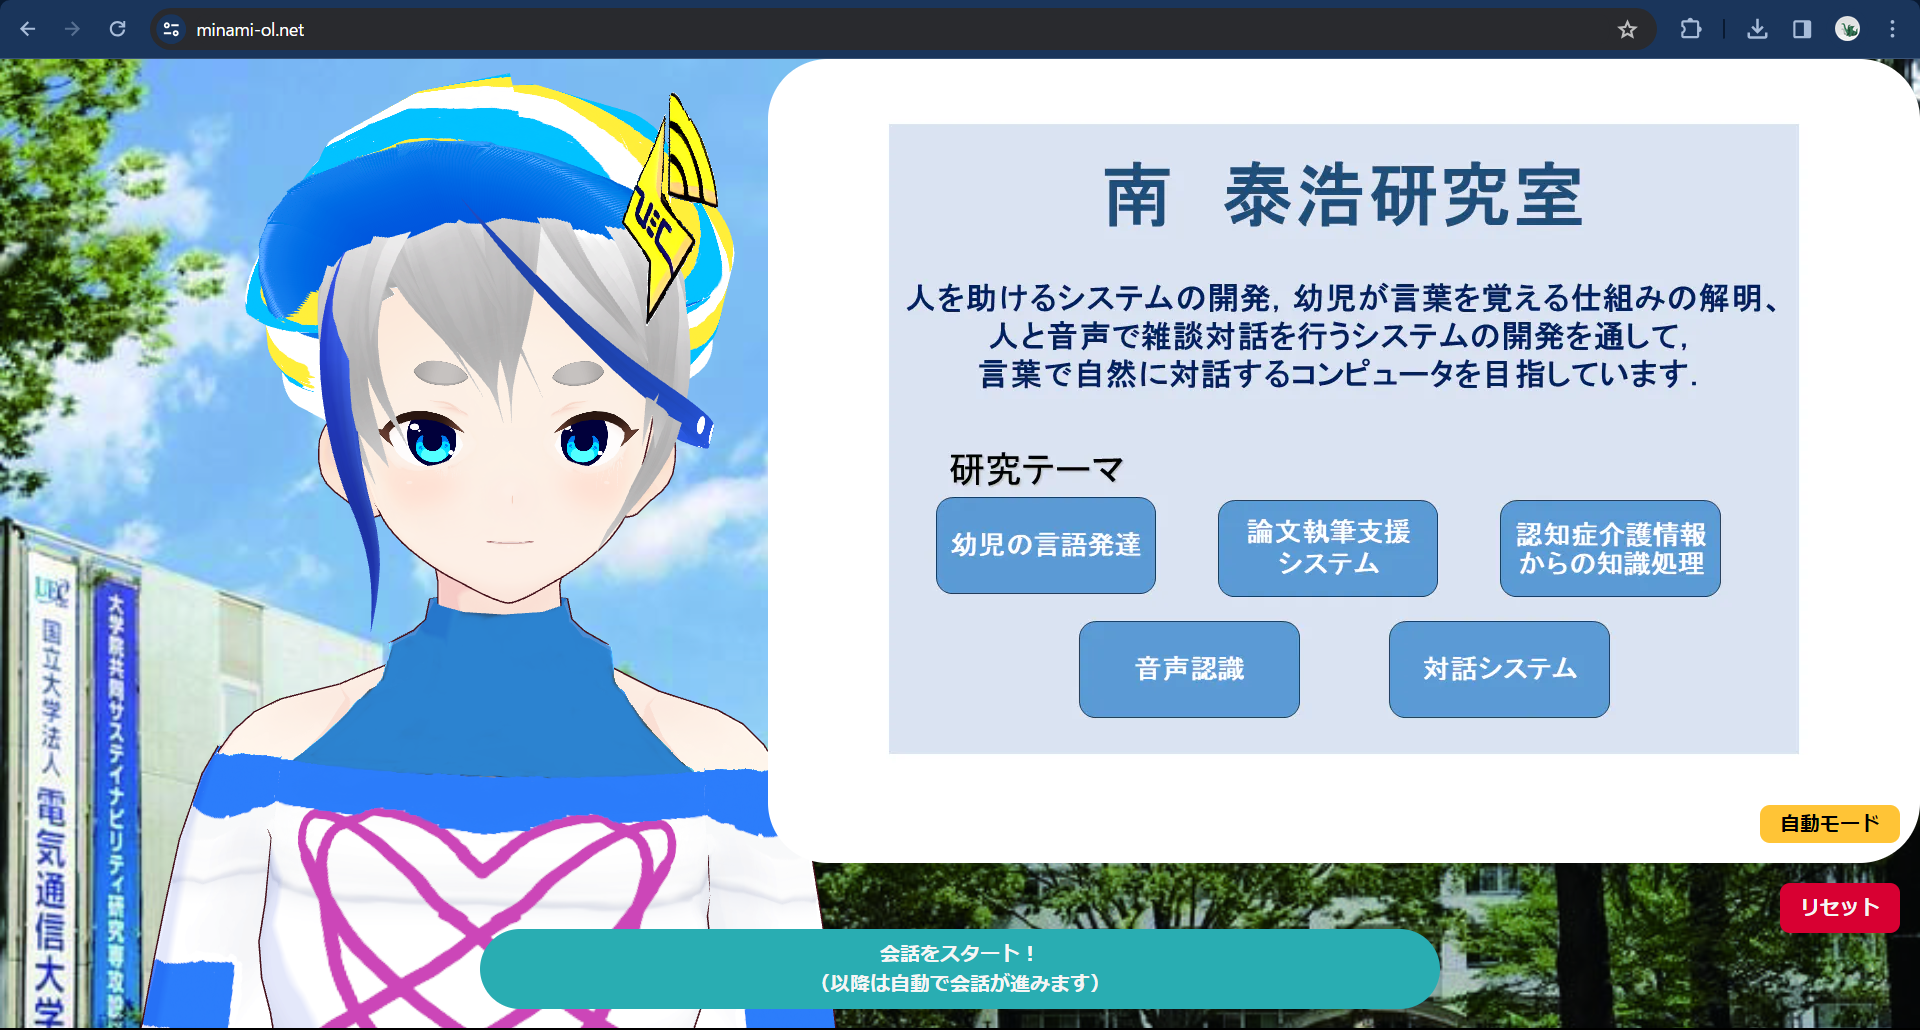 minami-ol.net
UEC
南　泰浩研究室
人を助けるシステムの開発，幼児が言葉を覚える仕組みの解明、
人と音声で雑談対話を行うシステムの開発を通して，
言葉で自然に対話するコンピュータを目指しています．
研究テーマ
幼児の言語発達
論文執筆支援
システム
認知症介護情報
からの知識処理
音声認識
対話システム
UEC
国立大学法人 電気通信大学
大学院共同サステイナビリティ研究専攻設
自動モード
リセット
会話をスタート！
（以降は自動で会話が進みます）